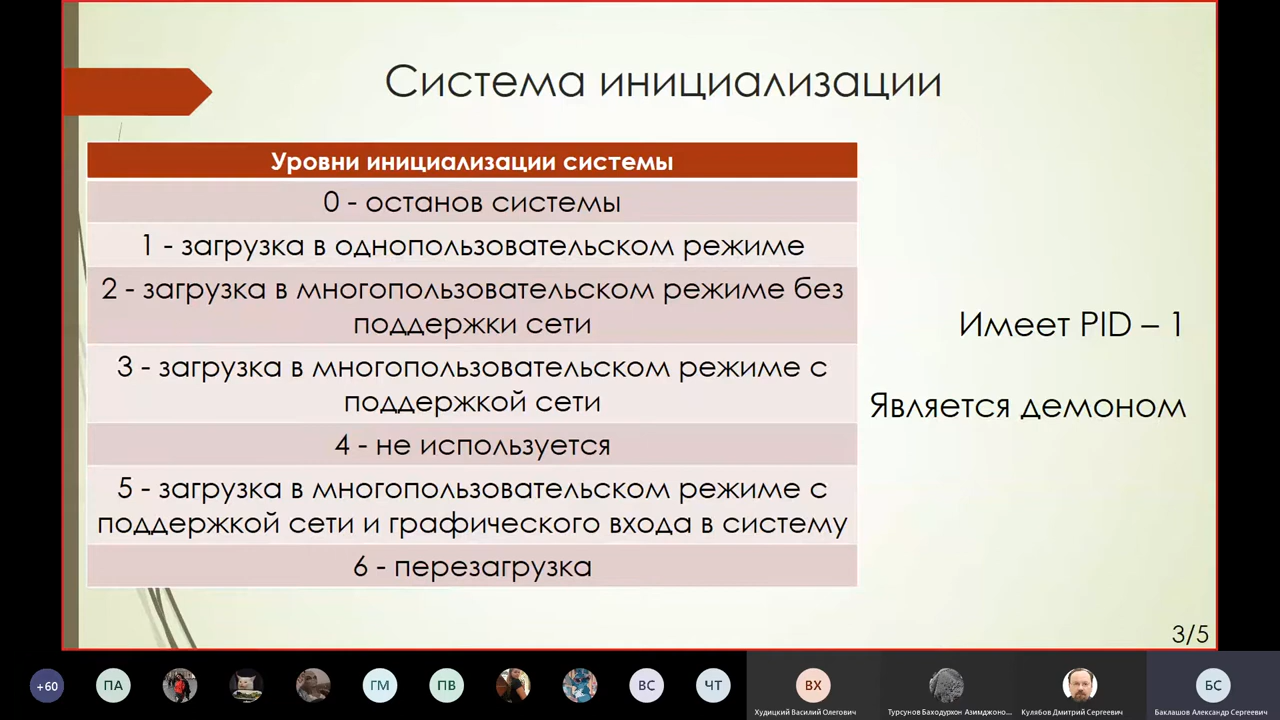 Система инициализации
Уровни инициализации системы
0 - останов системы
1 - загрузка в однопользовательском режиме
2 - загрузка в многопользовательском режиме без
поддержки сети
3 - загрузка в многопользовательском режиме с
поддержкой сети
4 - не используется
5 - загрузка в многопользовательском режиме с
поддержкой сети и графического входа в систему
6 - перезагрузка
Имеет PID – 1
Является демоном
3/5
+60
ПА
ГМ
ПВ
ВС
ЧТ
ВХ
БС
Худицкий Василий Олегович
Турсунов Баходурхон Азимджоно...
Кулябов Дмитрий Сергеевич
Баклашов Александр Сергеевич